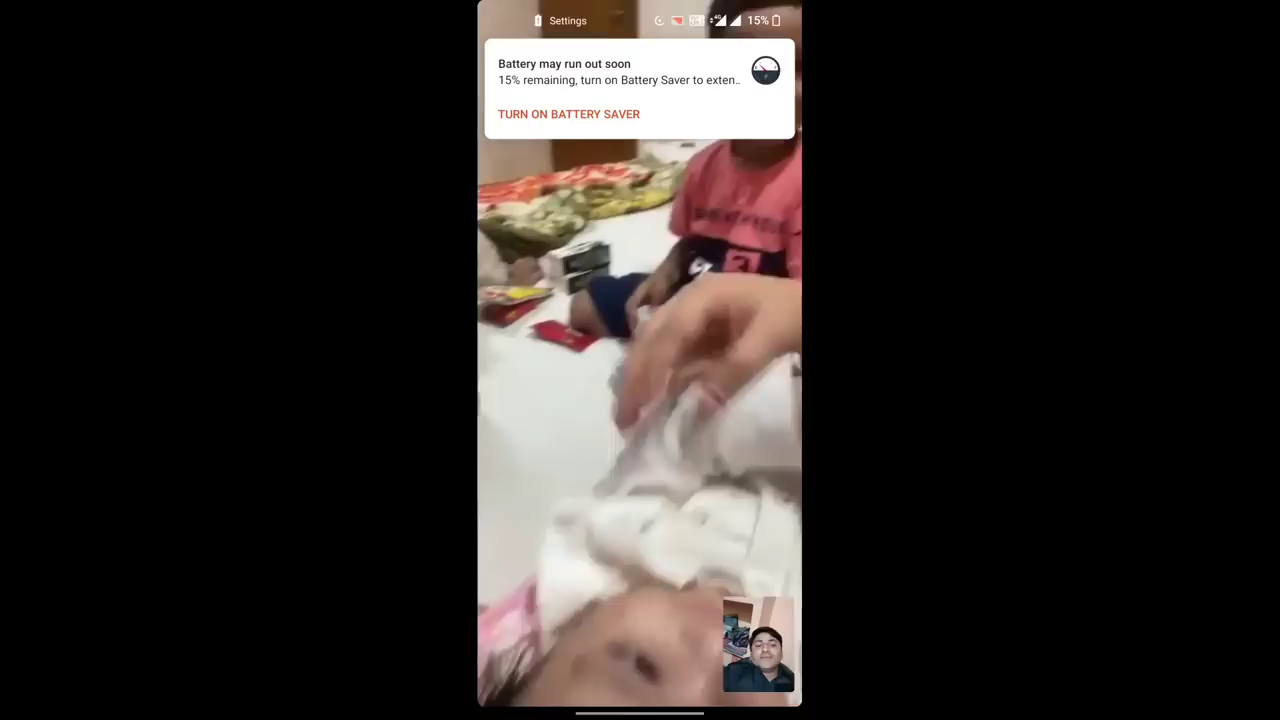 Settings
15%
Battery may run out soon
15% remaining, turn on Battery Saver to exten..
TURN ON BATTERY SAVER